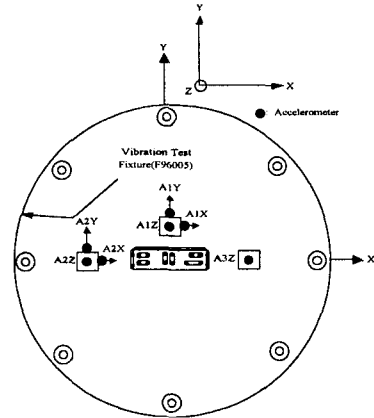 Y
Y
Z
X
: Accelerometer
Vibration Test
Fixture(F96005)
A1Y
A1Z
A1X
A2Y
A2X
A2Z
A3Z
X